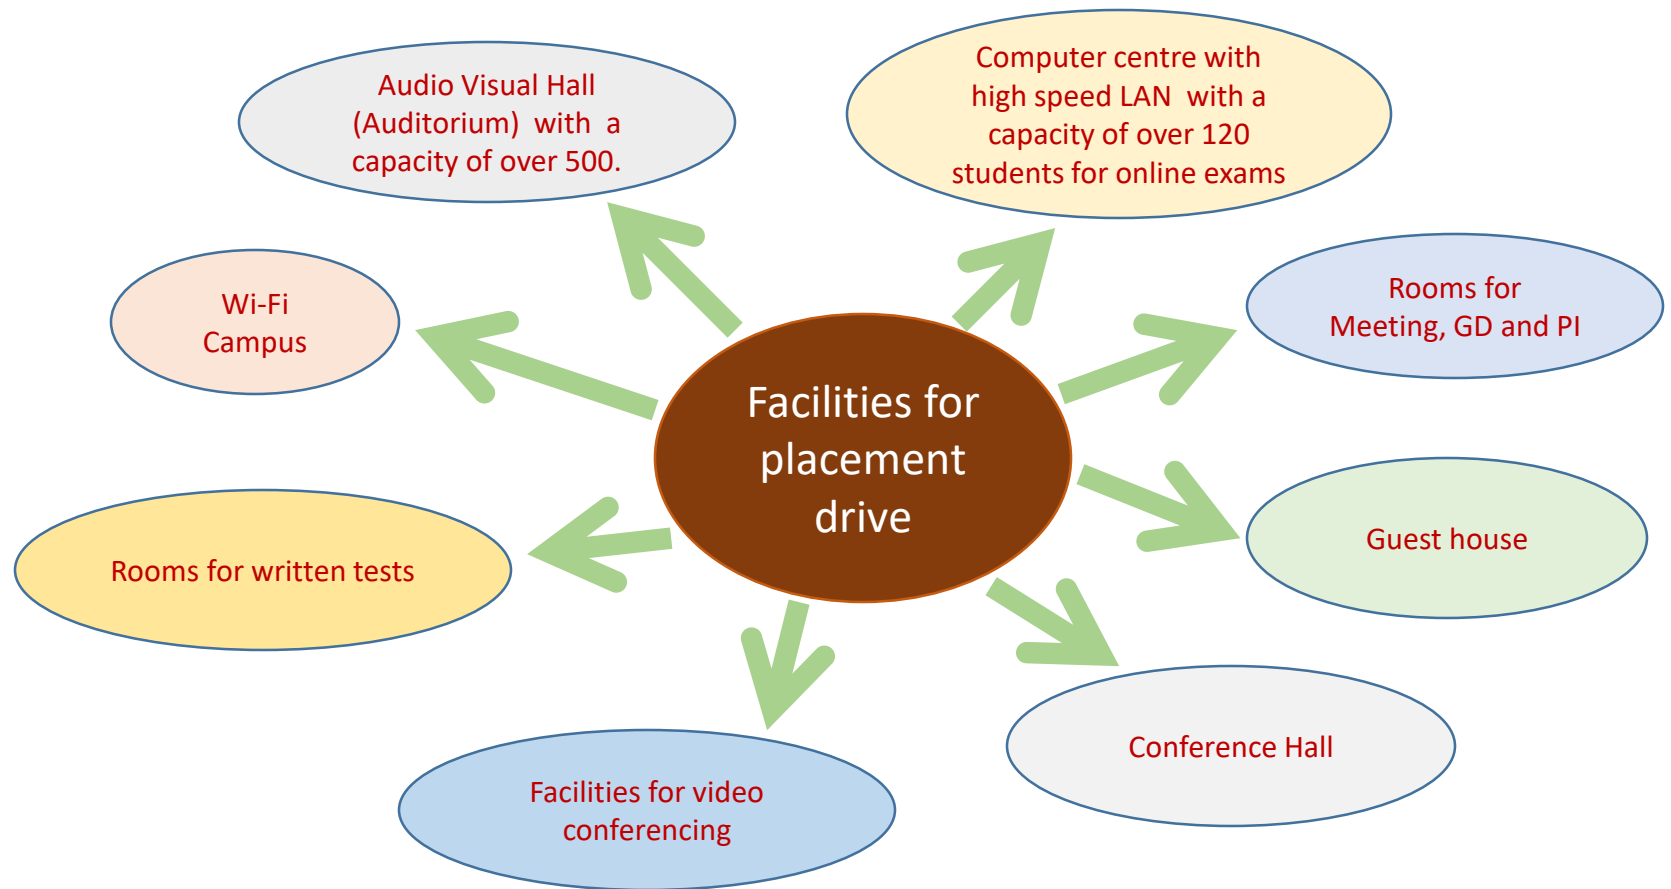 Audio Visual Hall
(Auditorium) with a
capacity of over 500.
Computer centre with
high speed LAN with a
capacity of over 120
students for online exams
Wi-Fi
Campus
Rooms for
Meeting, GD and PI
Facilities for
placement
drive
Rooms for written tests
Guest house
Facilities for video
conferencing
Conference Hall